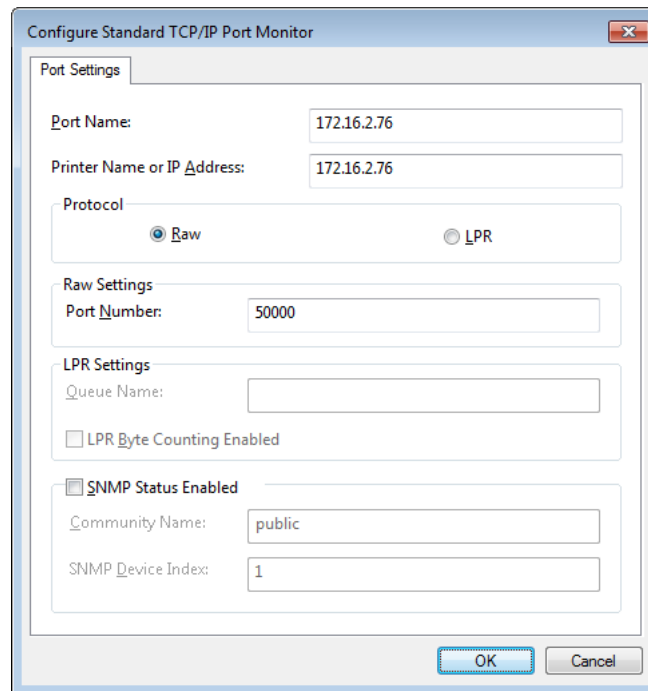 Configure Standard TCP/IP Port Monitor
Port Settings
Port Name: 172.16.2.76
Printer Name or IP Address: 172.16.2.76
Protocol
Raw LPR
Raw Settings
Port Number: 50000
LPR Settings
Queue Name:
LPR Byte Counting Enabled
SNMP Status Enabled
Community Name: public
SNMP Device Index: 1
OK Cancel